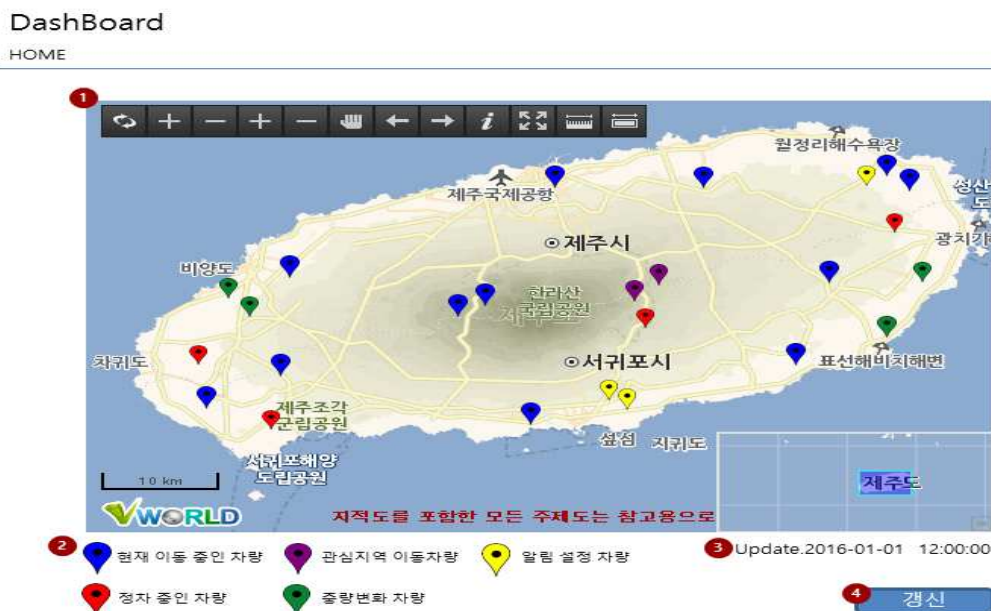 DashBoard
HOME
1
월정리해수욕장
제주국제공항
성산
도
제주시
광치기
비양도
한라산
국립공원
제주도
차귀도
서귀포시
표선해비치해변
제주조각
군립공원
섶섬
지귀도
서귀포해양
도립공원
10 km
제주도
VWORLD
지적도를 포함한 모든 주제도는 참고용으로
2
현재 이동 중인 차량
관심지역 이동차량
알림 설정 차량
3 Update.2016-01-01 12:00:00
정차 중인 차량
중량변화 차량
4 갱신